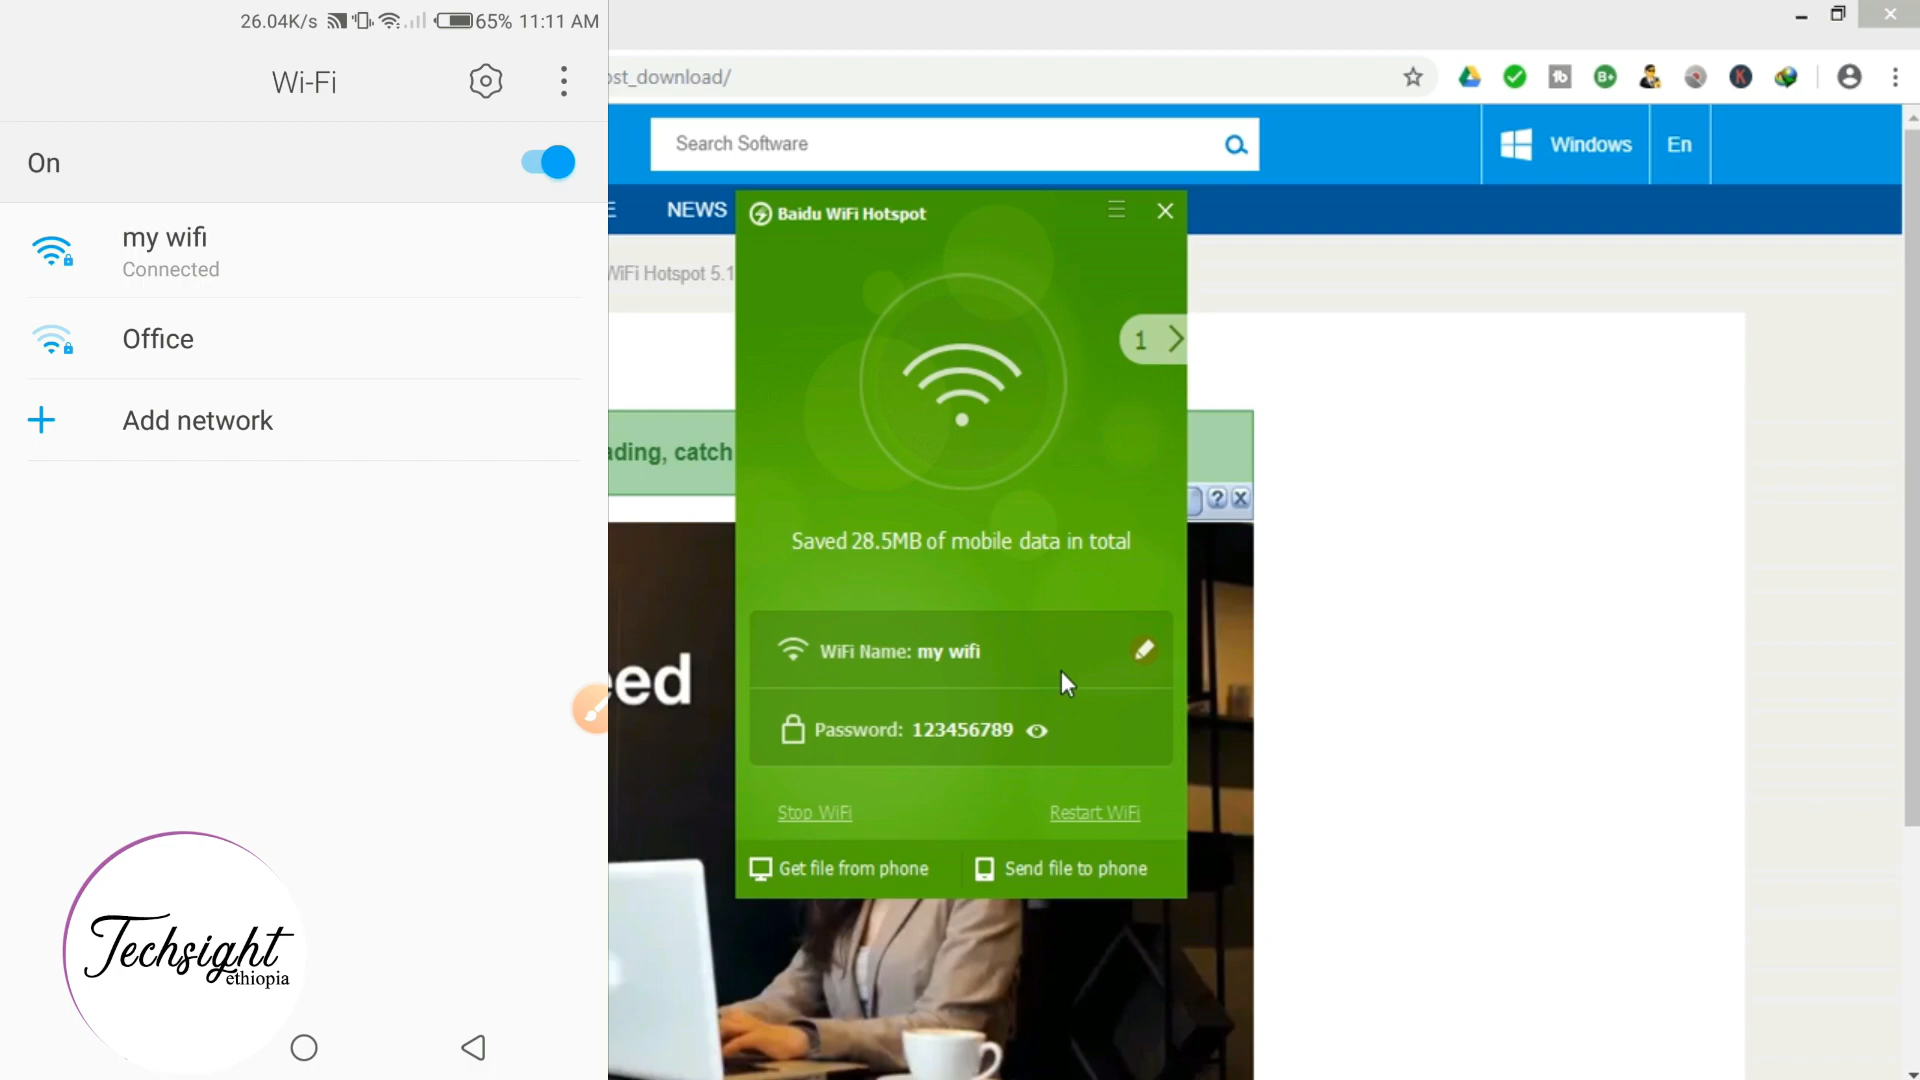 26.04K/s 65% 11:11 AM
Wi-Fi
On
my wifi
Connected
Office
Add network
Techsight
ethiopia
ost_download/
Search Software
Windows
En
NEWS
WiFi Hotspot 5.1
ading, catch
eed
Baidu WiFi Hotspot
1
Saved 28.5MB of mobile data in total
WiFi Name: my wifi
Password: 123456789
Stop WiFi
Restart WiFi
Get file from phone
Send file to phone